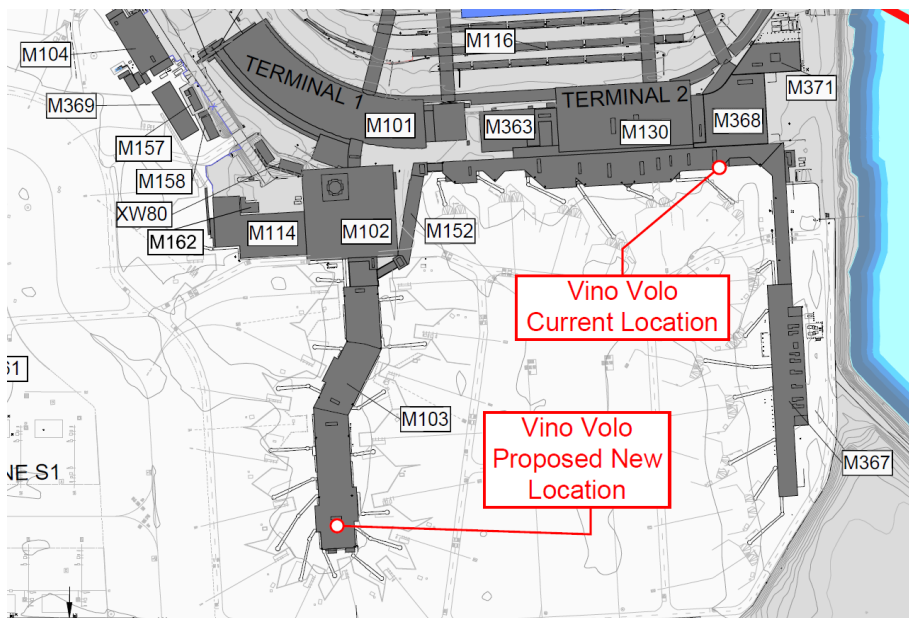 M104
M116
M371
M369
TERMINAL 1
TERMINAL 2
M363
M368
M101
M130
M157
M158
XW80
M162
M114
M102
M152
Vino Volo
Current Location
61
M103
Vino Volo
Proposed New
Location
NE S1
M367